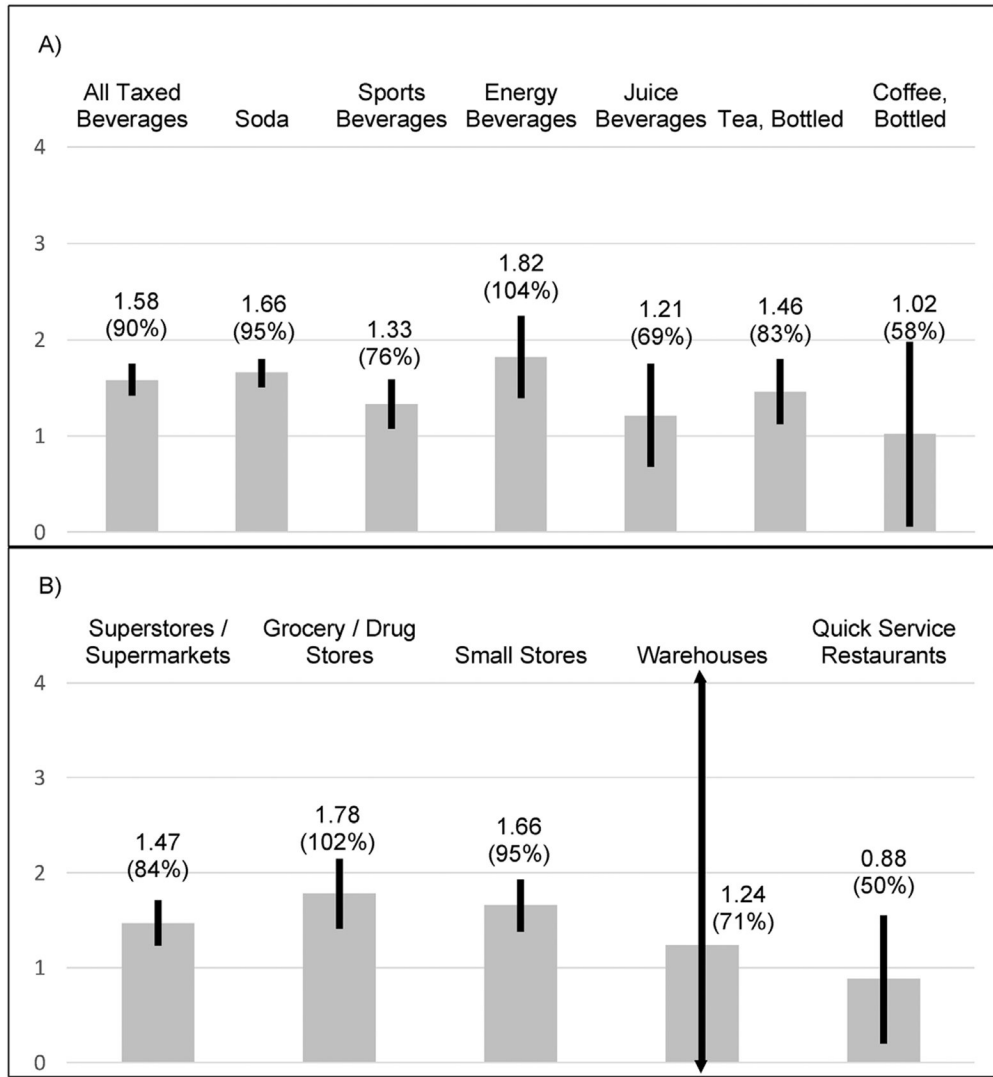 A)
All Taxed
Beverages
Soda
Sports
Beverages
Energy
Beverages
Juice
Beverages
Tea, Bottled
Coffee,
Bottled
4
3
2
1
0
1.58
(90%)
1.66
(95%)
1.33
(76%)
1.82
(104%)
1.21
(69%)
1.46
(83%)
1.02
(58%)
B)
Superstores /
Supermarkets
Grocery / Drug
Stores
Small Stores
Warehouses
Quick Service
Restaurants
4
3
2
1
0
1.47
(84%)
1.78
(102%)
1.66
(95%)
1.24
(71%)
0.88
(50%)